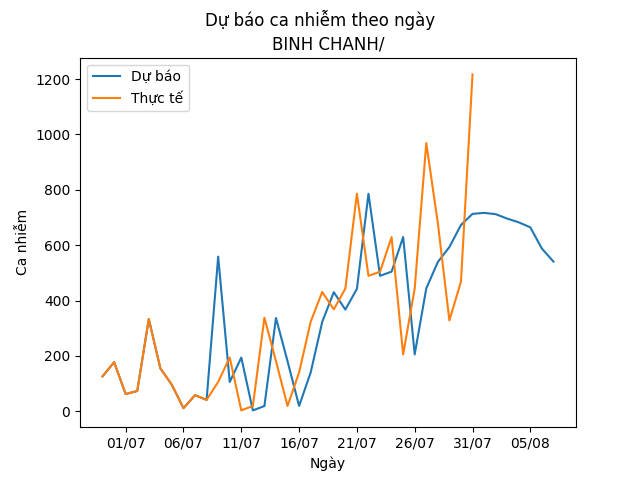 Dự báo ca nhiễm theo ngày
BINH CHANH/
Dự báo
Thực tế
1200
1000
800
600
400
200
0
Ca nhiễm
01/07 06/07 11/07 16/07 21/07 26/07 31/07 05/08
Ngày